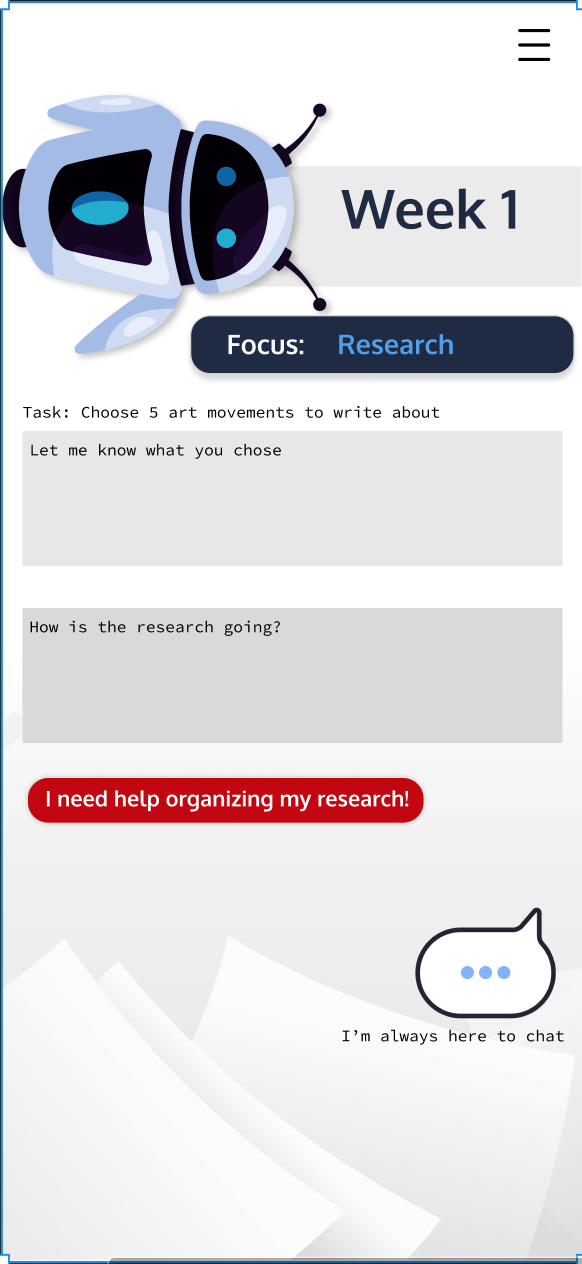 Week 1
Focus: Research
Task: Choose 5 art movements to write about
Let me know what you chose
How is the research going?
I need help organizing my research!
I’m always here to chat